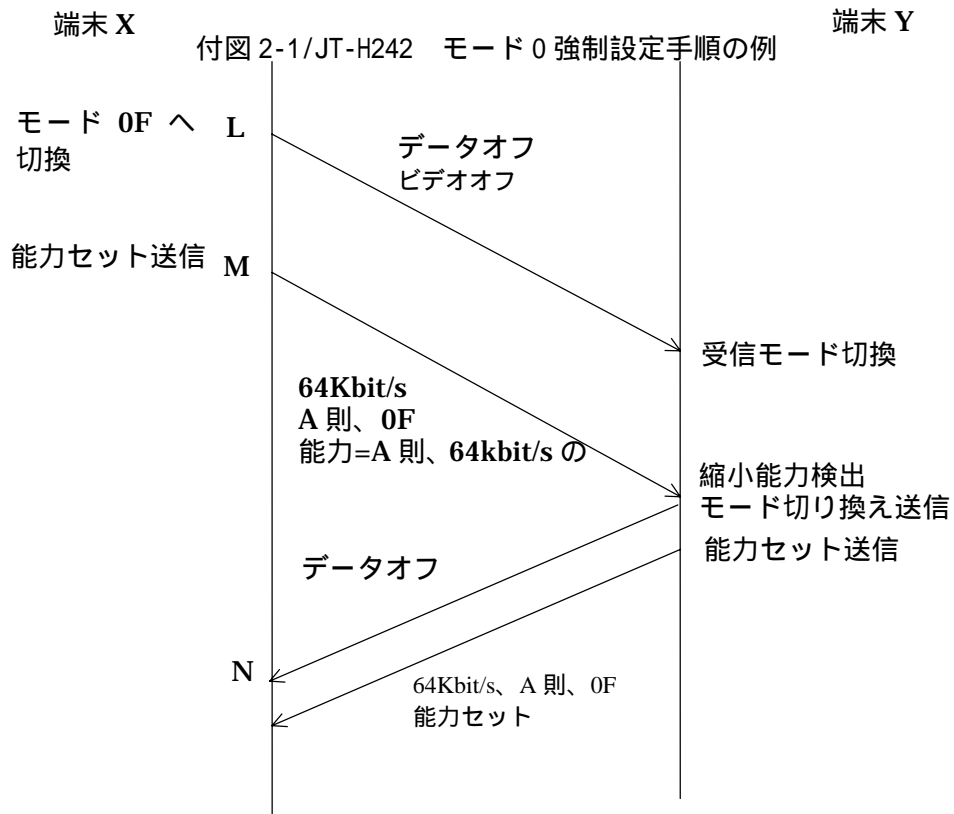 端末 X
端末 Y
付図 2-1/JT-H242　モード 0 強制設定手順の例
モード 0F へ
切換
L
データオフ
ビデオオフ
能力セット送信
M
受信モード切換
64Kbit/s
A 則、0F
能力=A 則、64kbit/s の
縮小能力検出
モード切り換え送信
能力セット送信
データオフ
N
64Kbit/s、A 則、0F
能力セット